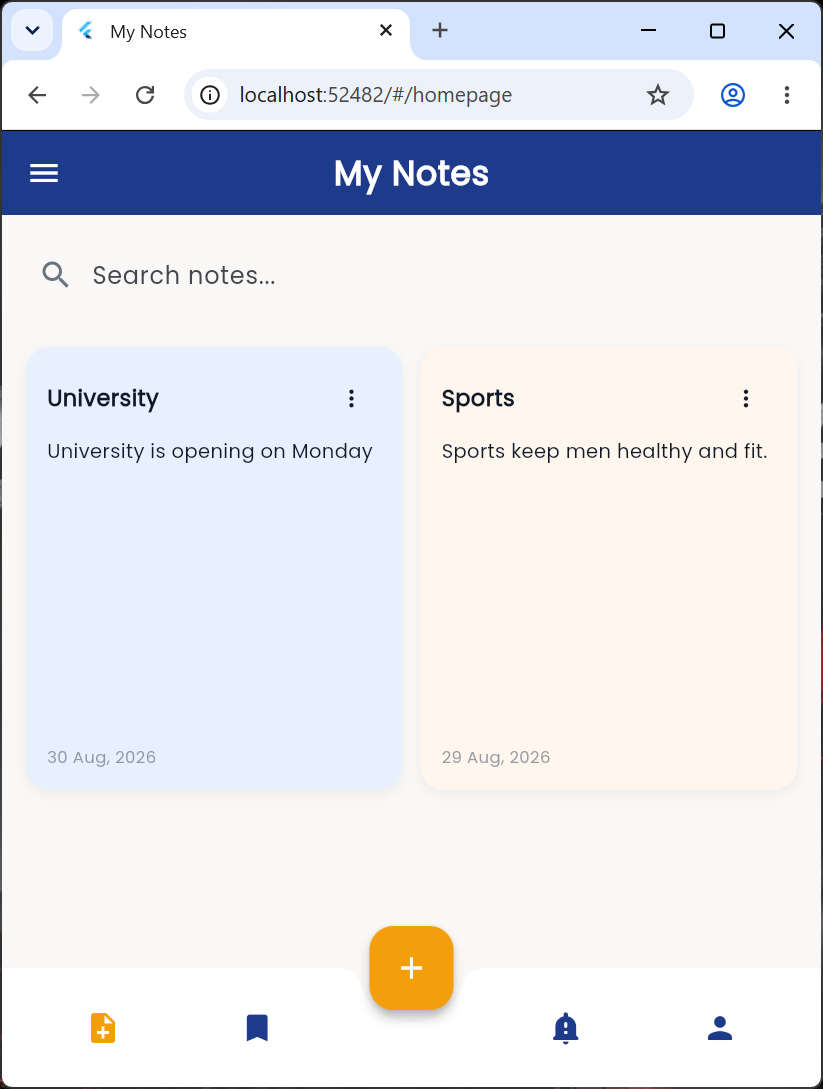 My Notes
localhost:52482/#/homepage
My Notes
Search notes...
University
University is opening on Monday
30 Aug, 2026
Sports
Sports keep men healthy and fit.
29 Aug, 2026